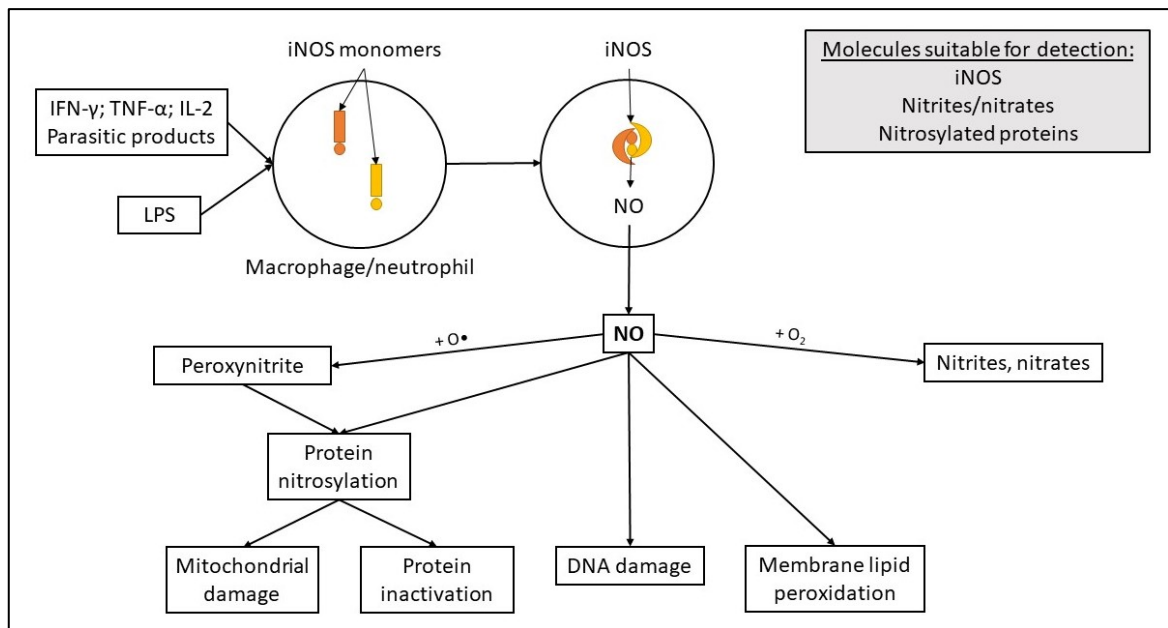 iNOS monomers
iNOS
Molecules suitable for detection:
iNOS
Nitrites/nitrates
Nitrosylated proteins
IFN-γ; TNF-α; IL-2
Parasitic products
LPS
NO
Macrophage/neutrophil
NO
+ O•
+ O₂
Peroxynitrite
Nitrites, nitrates
Protein
nitrosylation
Mitochondrial
damage
Protein
inactivation
DNA damage
Membrane lipid
peroxidation